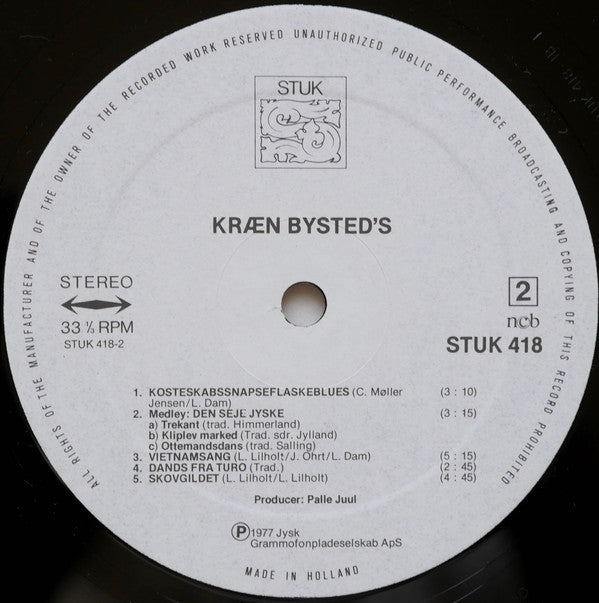 ALL RIGHTS OF THE MANUFACTURER AND OF THE OWNER OF THE RECORDED WORK RESERVED UNAUTHORIZED PUBLIC PERFORMANCE BROADCASTING AND COPYING OF THIS RECORD PROHIBITED
STUK
KRÆN BYSTED'S
STEREO
33 ⅓ RPM
STUK 418-2
2
ncb
STUK 418
1. KOSTESKABSSNAPSEFLASKEBLUES (C. Møller (3 : 10)
Jensen/L. Dam)
2. Medley: DEN SEJE JYSKE (3 : 15)
a) Trekant (trad. Himmerland)
b) Kliplev marked (Trad. sdr. Jylland)
c) Ottemandsdans (trad. Salling)
3. VIETNAMSANG (L. Lilholt/J. Öhrt/L. Dam) (5 : 15)
4. DANDS FRA TURO (Trad.) (2 : 45)
5. SKOVGILDET (L. Lilholt/L. Lilholt) (4 : 45)
Producer: Palle Juul
Ⓟ 1977 Jysk
Grammofonpladeselskab ApS
MADE IN HOLLAND